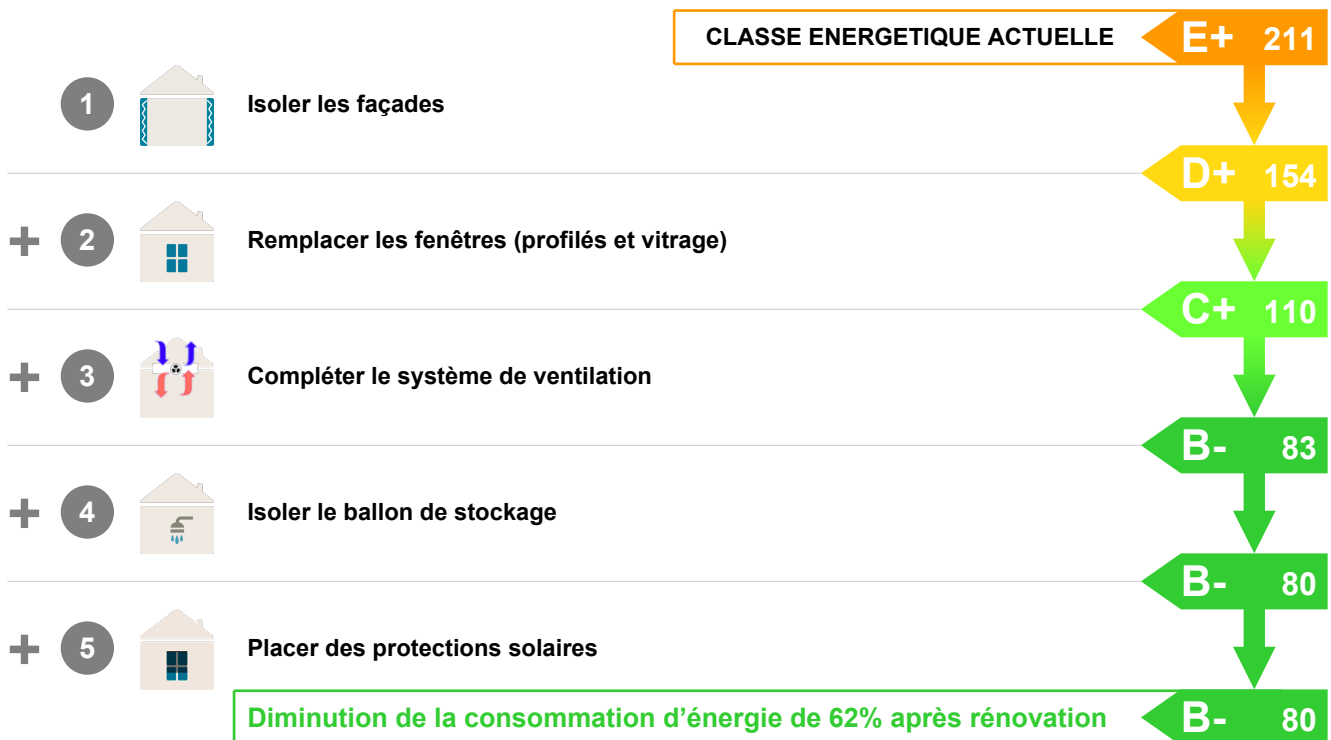 CLASSE ENERGETIQUE ACTUELLE E+ 211
1 Isoler les façades
D+ 154
+ 2 Remplacer les fenêtres (profilés et vitrage)
C+ 110
+ 3 Compléter le système de ventilation
B- 83
+ 4 Isoler le ballon de stockage
B- 80
+ 5 Placer des protections solaires
Diminution de la consommation d’énergie de 62% après rénovation B- 80